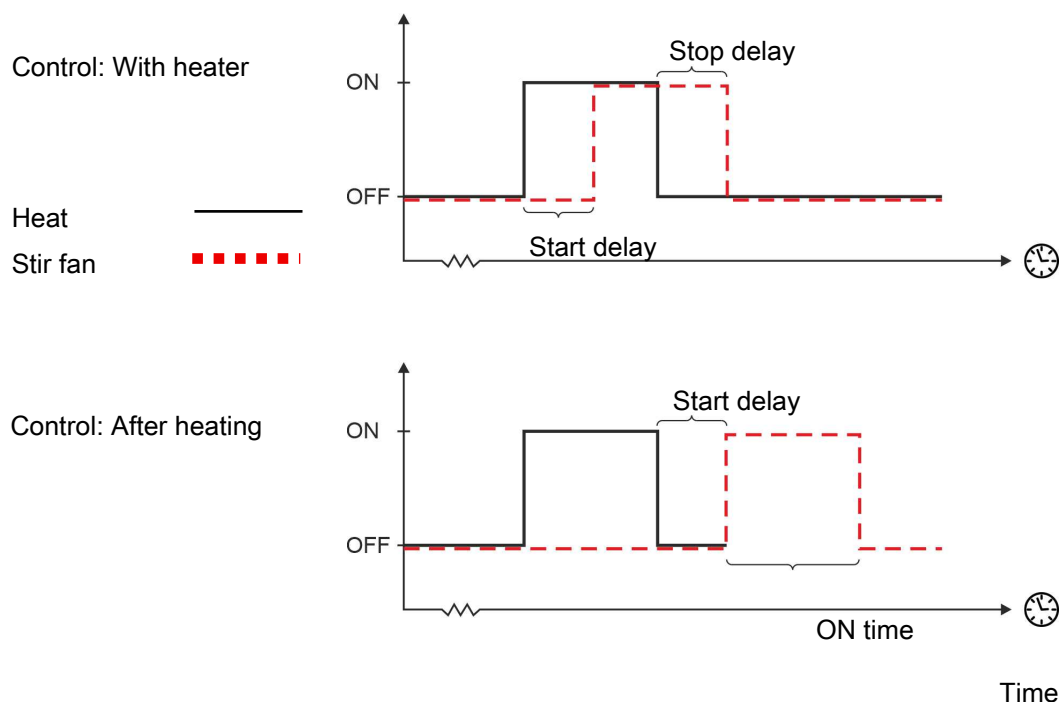 Control: With heater
Stop delay
ON
OFF
Heat
Start delay
Stir fan
Control: After heating
Start delay
ON
OFF
ON time
Time